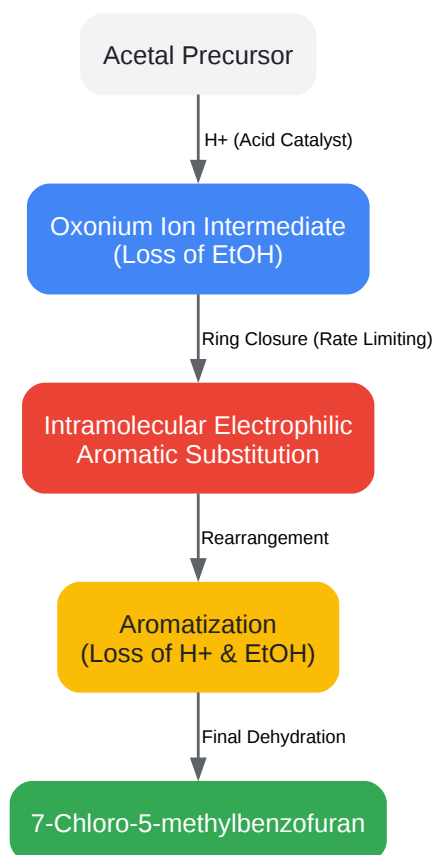 Acetal Precursor
H+ (Acid Catalyst)
Oxonium Ion Intermediate
(Loss of EtOH)
Ring Closure (Rate Limiting)
Intramolecular Electrophilic
Aromatic Substitution
Rearrangement
Aromatization
(Loss of H+ & EtOH)
Final Dehydration
7-Chloro-5-methylbenzofuran